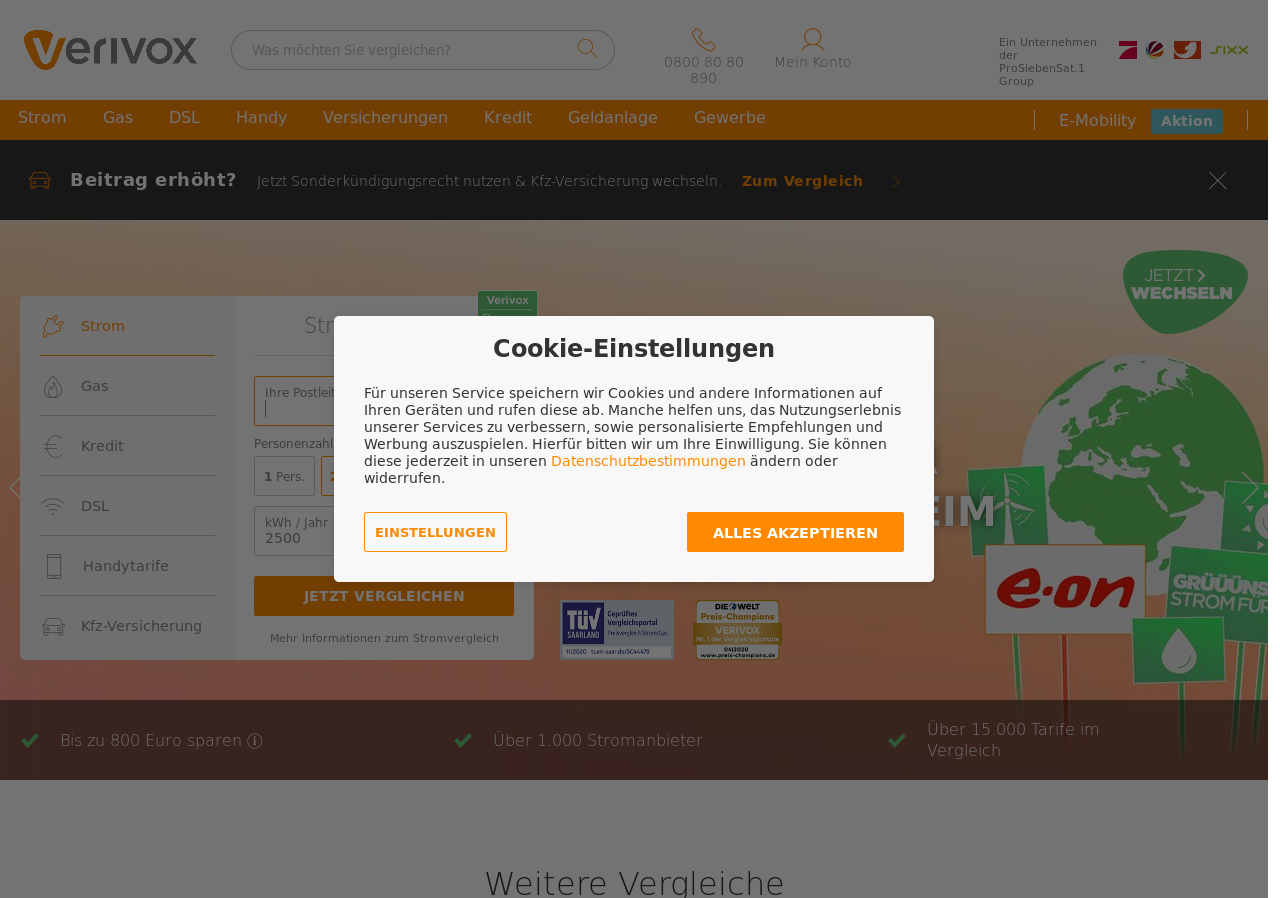 verivox
Was möchten Sie vergleichen?
0800 80 80
890
Mein Konto
Ein Unternehmen
der
ProSiebenSat.1
Group
sixx
Strom
Gas
DSL
Handy
Versicherungen
Kredit
Geldanlage
Gewerbe
E-Mobility
Aktion
Beitrag erhöht?
Jetzt Sonderkündigungsrecht nutzen & Kfz-Versicherung wechseln.
Zum Vergleich
JETZT
WECHSELN
Verivox
Strom
Gas
Kredit
DSL
Handytarife
Kfz-Versicherung
Ihre Postleit
Personenzahl
1 Pers.
kWh / Jahr
2500
JETZT VERGLEICHEN
Mehr Informationen zum Stromvergleich
Cookie-Einstellungen
Für unseren Service speichern wir Cookies und andere Informationen auf
Ihren Geräten und rufen diese ab. Manche helfen uns, das Nutzungserlebnis
unserer Services zu verbessern, sowie personalisierte Empfehlungen und
Werbung auszuspielen. Hierfür bitten wir um Ihre Einwilligung. Sie können
diese jederzeit in unseren Datenschutzbestimmungen ändern oder
widerrufen.
EINSTELLUNGEN
ALLES AKZEPTIEREN
EIM
e·on
GRÜÜÜNS
STROM FÜR
TÜV
SAARLAND
Geprüftes
Vergleichsportal
Preisvergleich Strom/Gas
11/2020 tuev-saar.de/SC44479
DIE WELT
Preis-Champions
VERIVOX
Nr. 1 der Vergleichsportale
04|2020
www.preis-champions.de
Bis zu 800 Euro sparen
Über 1.000 Stromanbieter
Über 15.000 Tarife im
Vergleich
Weitere Vergleiche